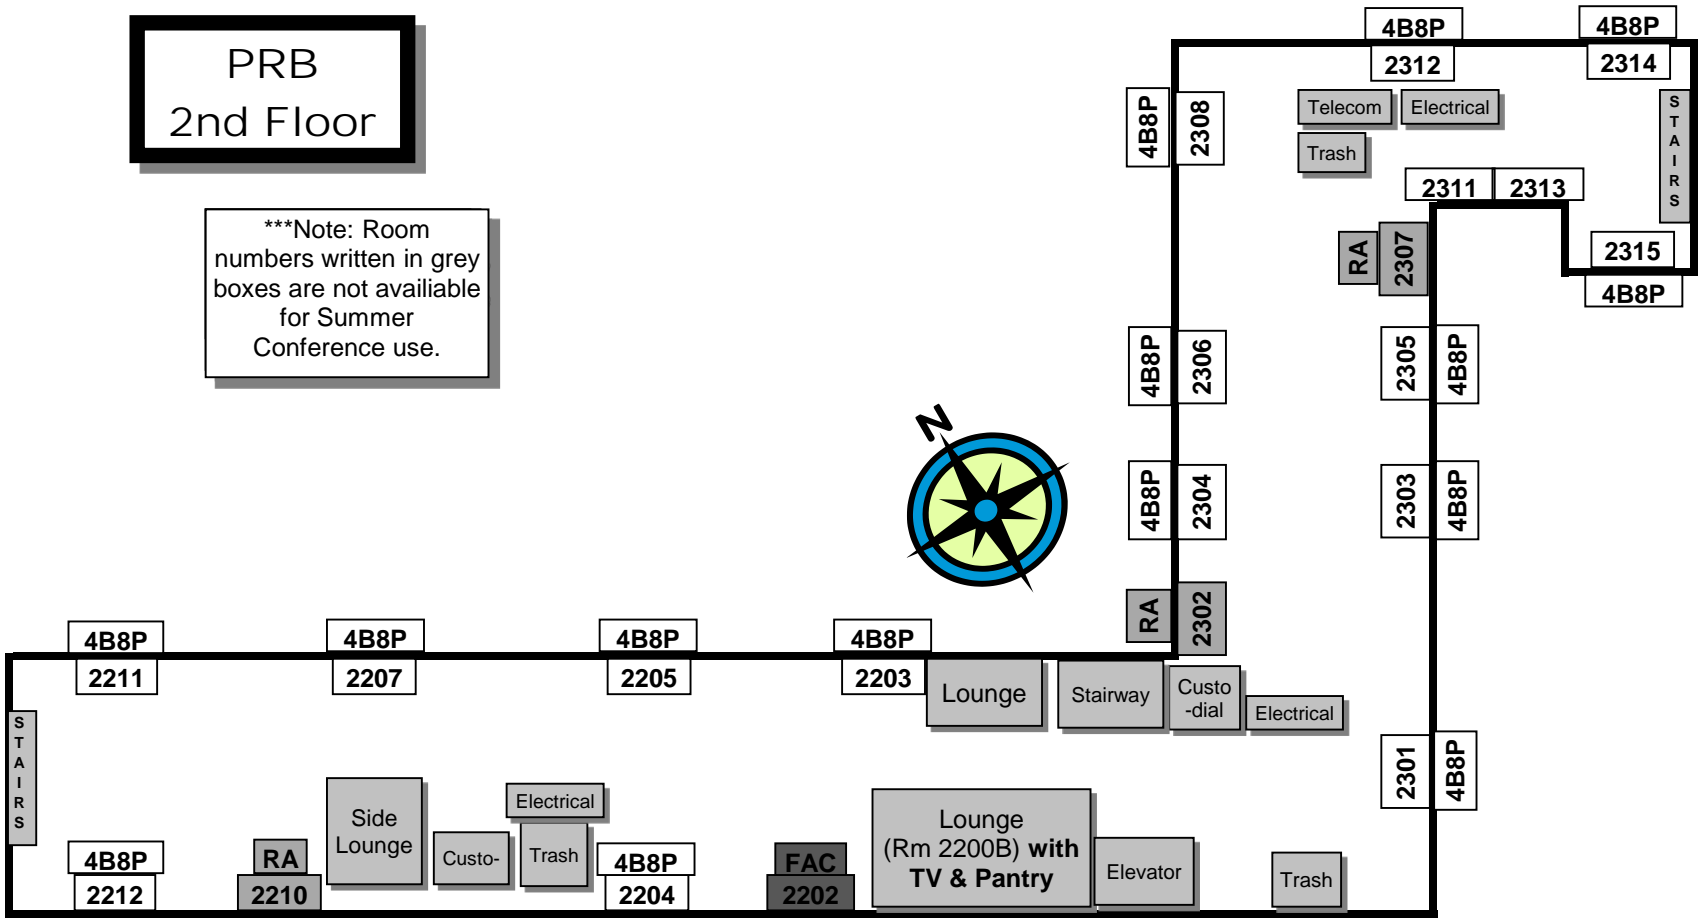 PRB
2nd Floor
***Note: Room
numbers written in grey
boxes are not availiable
for Summer
Conference use.
N
4B8P
4B8P
2312
2314
4B8P
2308
Telecom
Electrical
Trash
STAIRS
2311
2313
RA
2307
2315
4B8P
4B8P
2306
2305
4B8P
4B8P
2304
2303
4B8P
RA
2302
4B8P
4B8P
4B8P
4B8P
2211
2207
2205
2203
Lounge
Stairway
Custo
-dial
Electrical
2301
4B8P
STAIRS
Side
Lounge
Custo-
Electrical
Trash
Lounge
(Rm 2200B) with
TV & Pantry
Elevator
Trash
4B8P
2212
RA
2210
4B8P
2204
FAC
2202